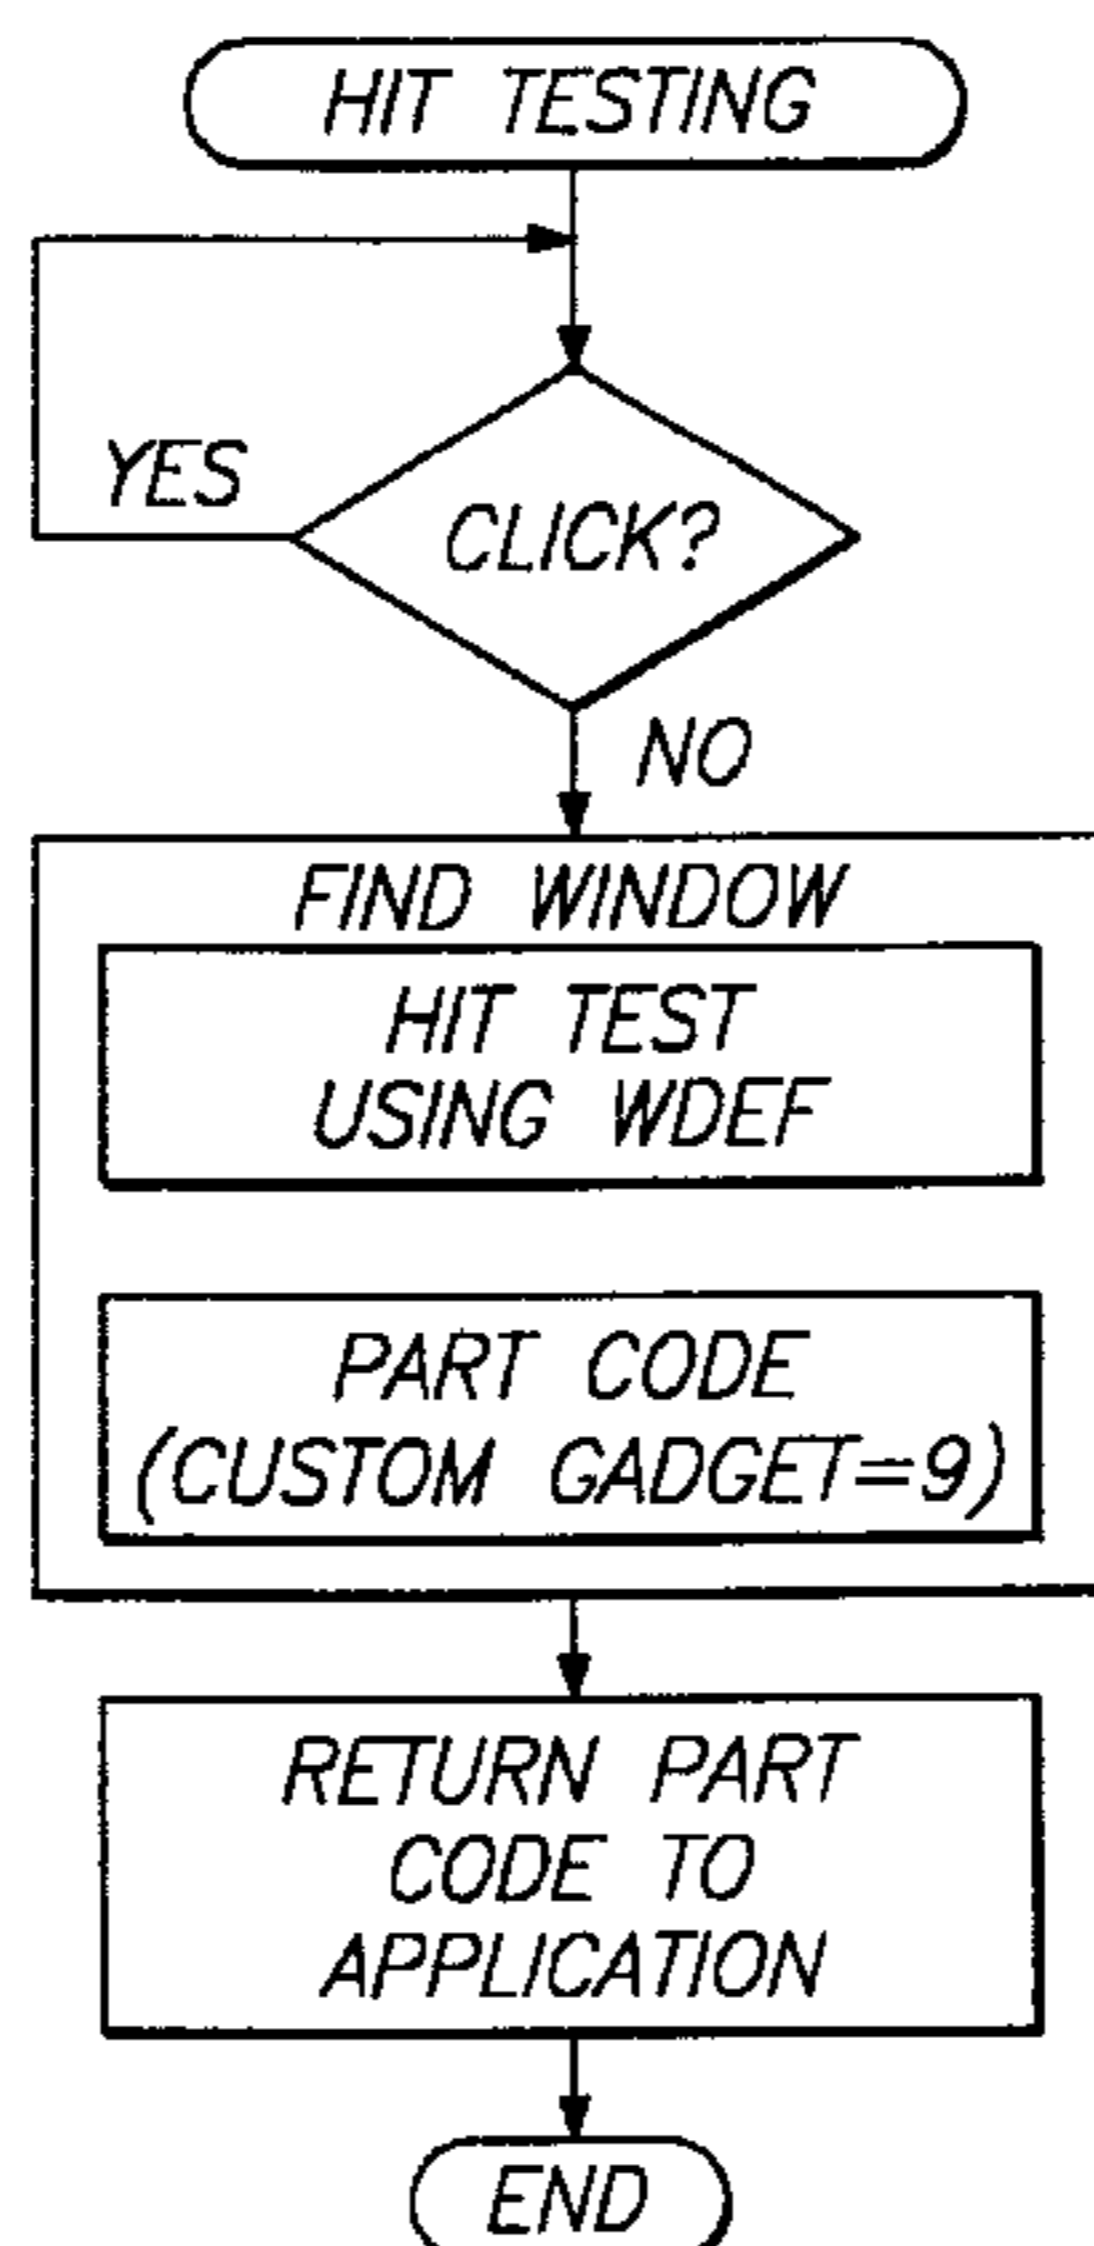 HIT TESTING
YES
CLICK?
NO
FIND WINDOW
HIT TEST
USING WDEF
PART CODE
(CUSTOM GADGET=9)
RETURN PART
CODE TO
APPLICATION
END